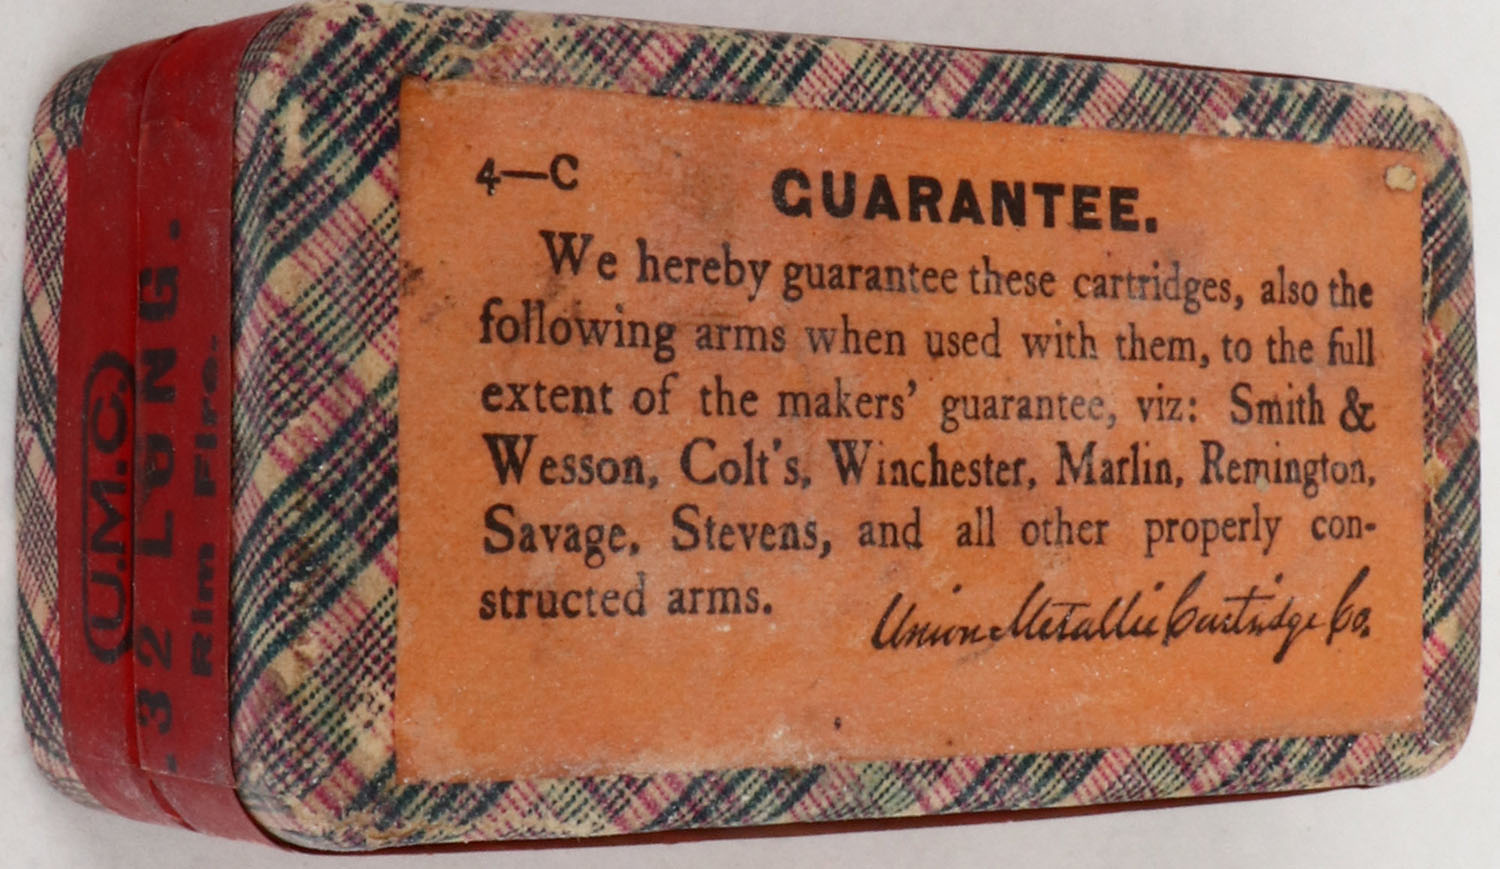 4—C
GUARANTEE.
We hereby guarantee these cartridges, also the
following arms when used with them, to the full
extent of the makers' guarantee, viz: Smith &
Wesson, Colt's, Winchester, Marlin, Remington,
Savage, Stevens, and all other properly con-
structed arms.
Union Metallic Cartridge Co.
U.M.C.
.32 LONG.
Rim Fire.